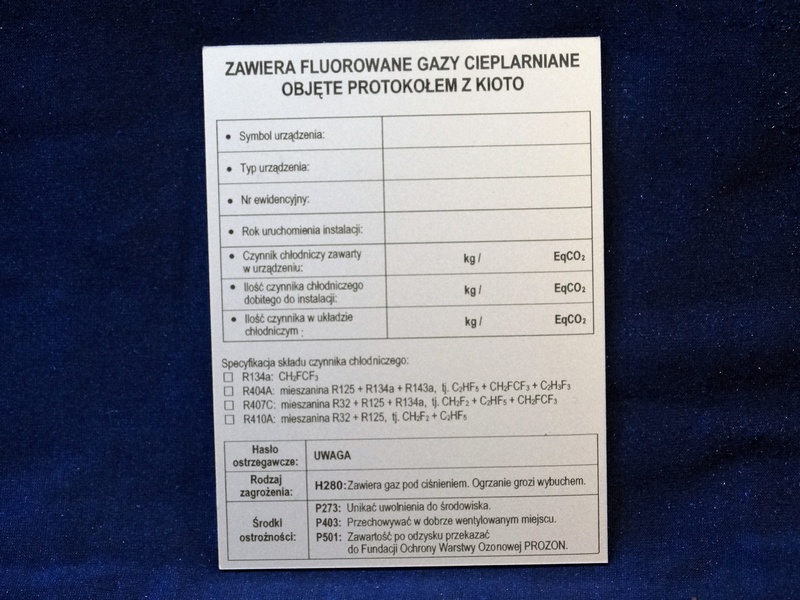 ZAWIERA FLUOROWANE GAZY CIEPLARNIANE
OBJĘTE PROTOKOŁEM Z KIOTO
• Symbol urządzenia:
• Typ urządzenia:
• Nr ewidencyjny:
• Rok uruchomienia instalacji:
• Czynnik chłodniczy zawarty
w urządzeniu: kg / EqCO₂
• Ilość czynnika chłodniczego
dobitego do instalacji: kg / EqCO₂
• Ilość czynnika w układzie
chłodniczym : kg / EqCO₂
Specyfikacja składu czynnika chłodniczego:
☐ R134a: CH₂FCF₃
☐ R404A: mieszanina R125 + R134a + R143a, tj. C₂HF₅ + CH₂FCF₃ + C₂H₃F₃
☐ R407C: mieszanina R32 + R125 + R134a, tj. CH₂F₂ + C₂HF₅ + CH₂FCF₃
☐ R410A: mieszanina R32 + R125, tj. CH₂F₂ + C₂HF₅
Hasło
ostrzegawcze: UWAGA
Rodzaj
zagrożenia: H280:Zawiera gaz pod ciśnieniem. Ogrzanie grozi wybuchem.
Środki
ostrożności:
P273: Unikać uwolnienia do środowiska.
P403: Przechowywać w dobrze wentylowanym miejscu.
P501: Zawartość po odzysku przekazać
do Fundacji Ochrony Warstwy Ozonowej PROZON.